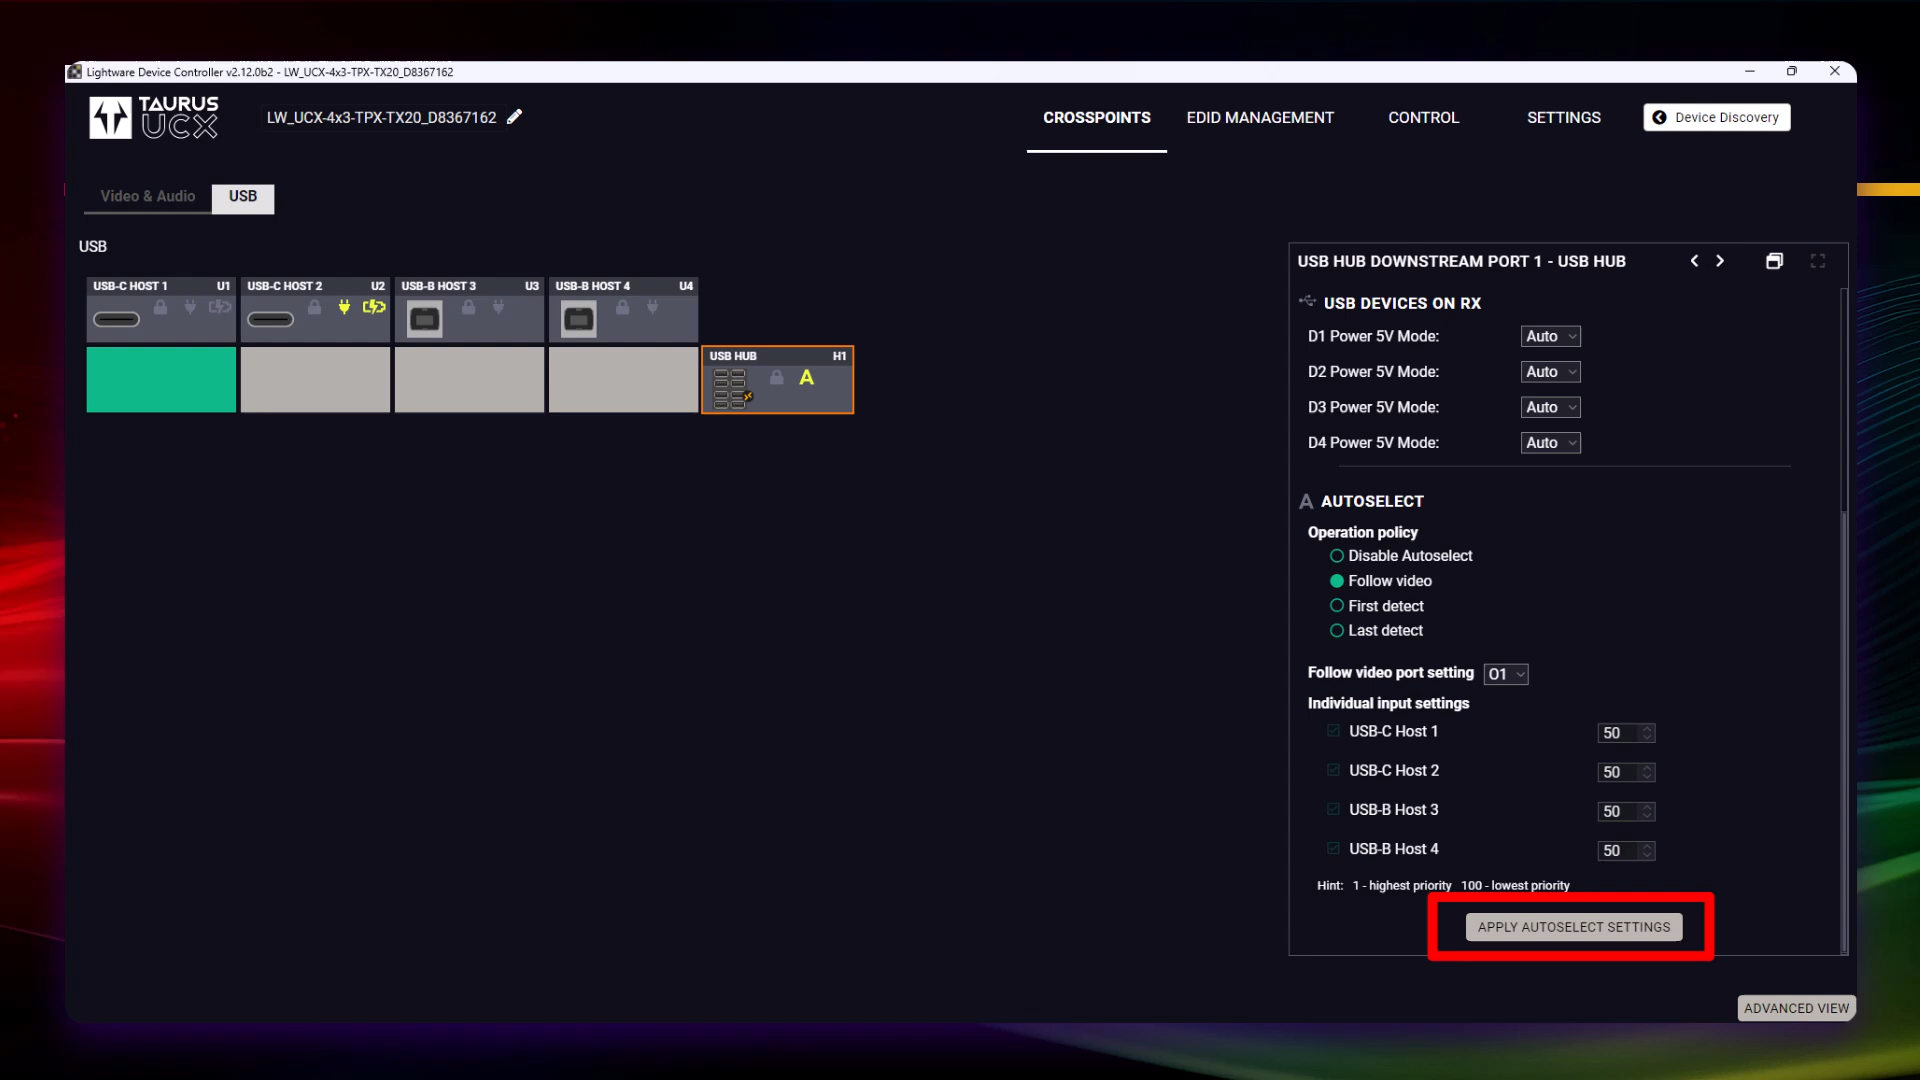 Lightware Device Controller v2.12.0b2 - LW_UCX-4x3-TPX-TX20_D8367162
TAURUS
UCX
LW_UCX-4x3-TPX-TX20_D8367162
CROSSPOINTS
EDID MANAGEMENT
CONTROL
SETTINGS
Device Discovery
Video & Audio
USB
USB
USB-C HOST 1 U1
USB-C HOST 2 U2
USB-B HOST 3 U3
USB-B HOST 4 U4
USB HUB H1
A
USB HUB DOWNSTREAM PORT 1 - USB HUB
USB DEVICES ON RX
D1 Power 5V Mode: Auto
D2 Power 5V Mode: Auto
D3 Power 5V Mode: Auto
D4 Power 5V Mode: Auto
A AUTOSELECT
Operation policy
Disable Autoselect
Follow video
First detect
Last detect
Follow video port setting O1
Individual input settings
USB-C Host 1 50
USB-C Host 2 50
USB-B Host 3 50
USB-B Host 4 50
Hint: 1 - highest priority 100 - lowest priority
APPLY AUTOSELECT SETTINGS
ADVANCED VIEW